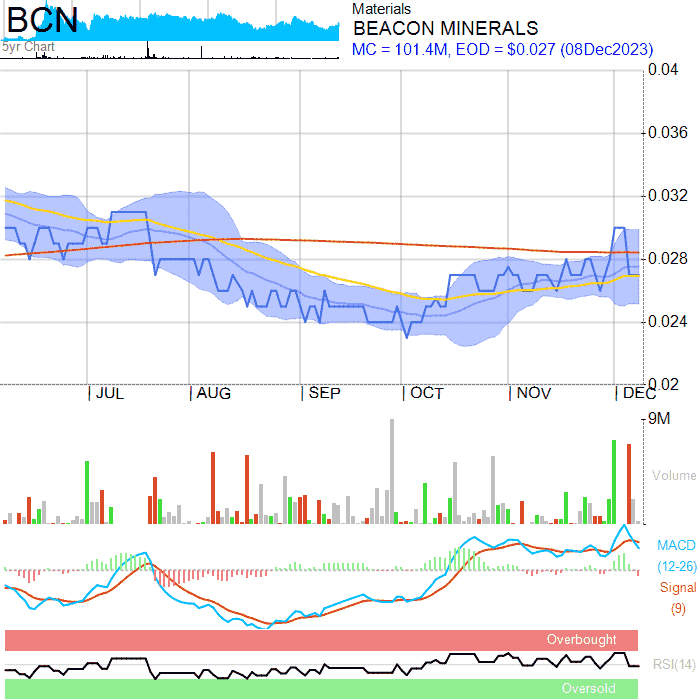 BCN
5yr Chart
Materials
BEACON MINERALS
MC = 101.4M, EOD = $0.027 (08Dec2023)
0.04
0.036
0.032
0.028
0.024
0.02
JUL AUG SEP OCT NOV DEC
9M
Volume
MACD
(12-26)
Signal
(9)
Overbought
RSI(14)
Oversold